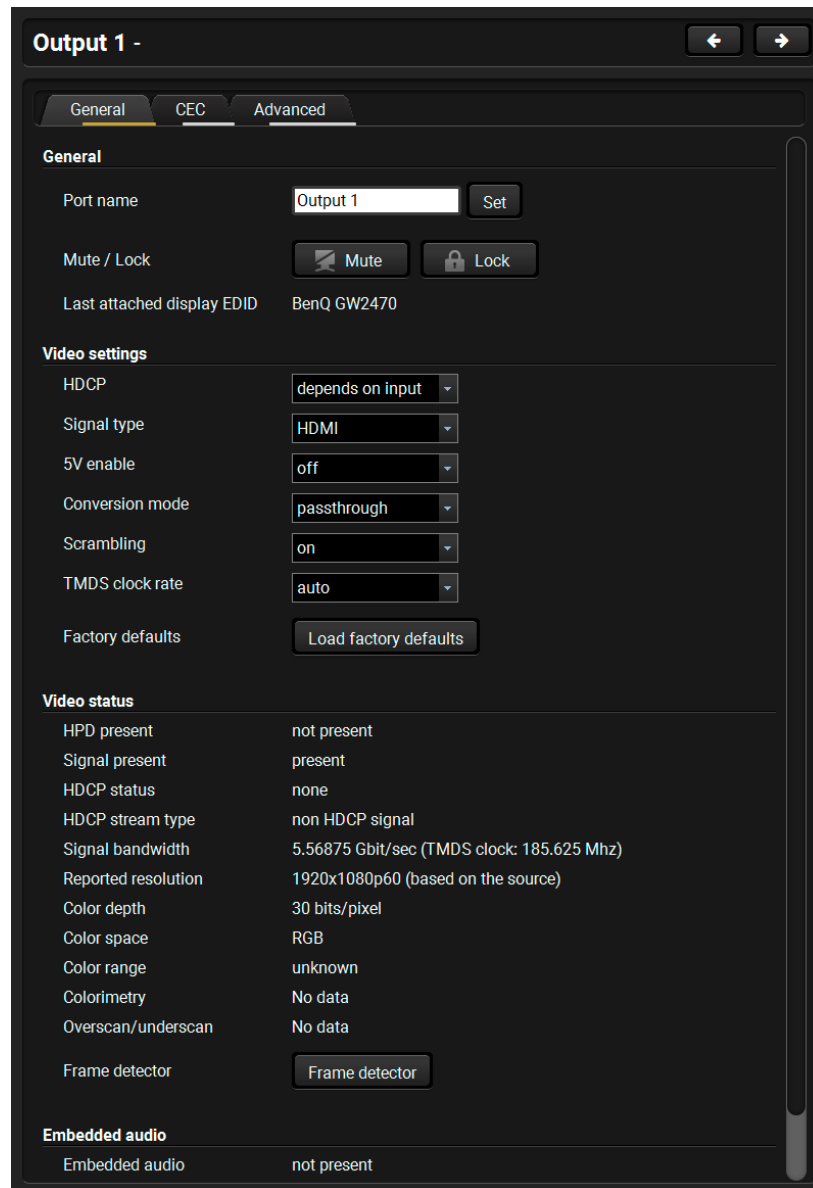 Output 1 -
General CEC Advanced
General
Port name Output 1 Set
Mute / Lock Mute Lock
Last attached display EDID BenQ GW2470
Video settings
HDCP depends on input
Signal type HDMI
5V enable off
Conversion mode passthrough
Scrambling on
TMDS clock rate auto
Factory defaults Load factory defaults
Video status
HPD present not present
Signal present present
HDCP status none
HDCP stream type non HDCP signal
Signal bandwidth 5.56875 Gbit/sec (TMDS clock: 185.625 Mhz)
Reported resolution 1920x1080p60 (based on the source)
Color depth 30 bits/pixel
Color space RGB
Color range unknown
Colorimetry No data
Overscan/underscan No data
Frame detector Frame detector
Embedded audio
Embedded audio not present